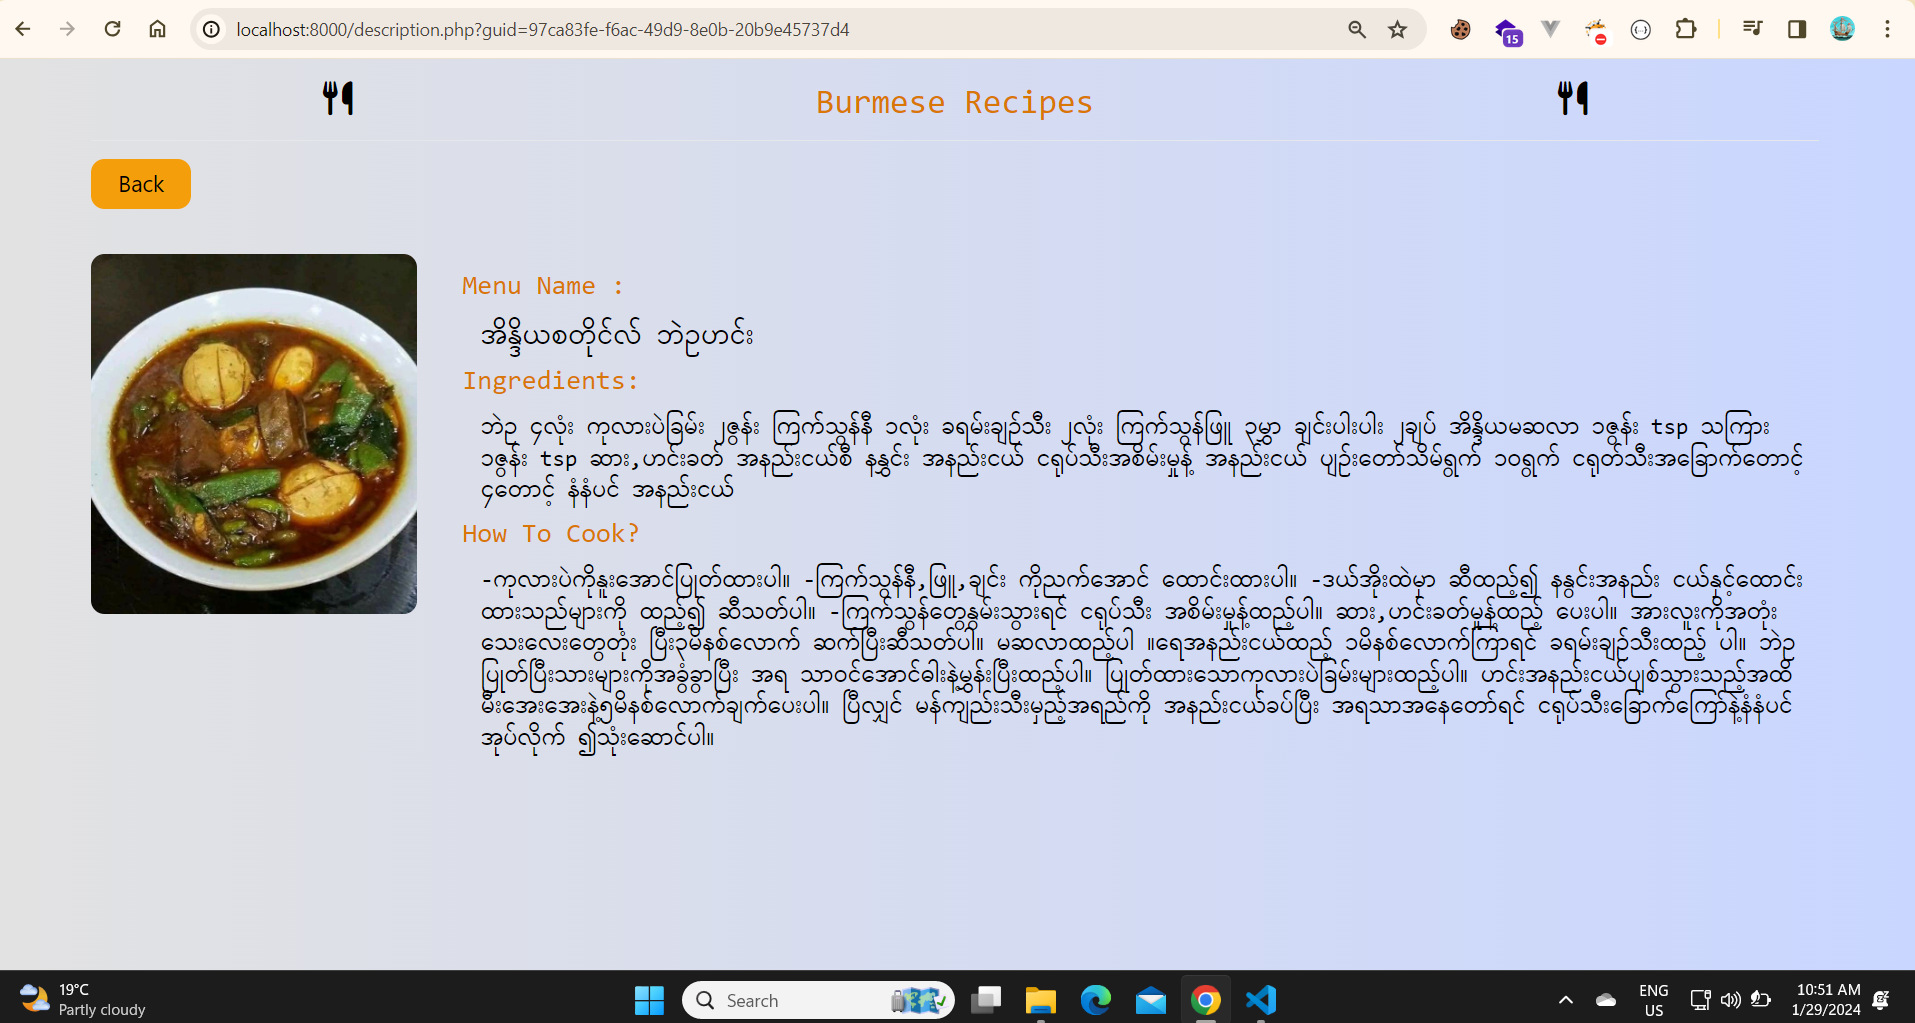 localhost:8000/description.php?guid=97ca83fe-f6ac-49d9-8e0b-20b9e45737d4
15
Burmese Recipes
Back
Menu Name :
အိန္ဒိယစတိုင်လ် ဘဲဥဟင်း
Ingredients:
ဘဲဥ ၄လုံး ကုလားပဲခြမ်း ၂ဇွန်း ကြက်သွန်နီ ၁လုံး ခရမ်းချဉ်သီး ၂လုံး ကြက်သွန်ဖြူ ၃မွှာ ချင်းပါးပါး ၂ချပ် အိန္ဒိယမဆလာ ၁ဇွန်း tsp သကြား
၁ဇွန်း tsp ဆား,ဟင်းခတ် အနည်းငယ်စီ နနွင်း အနည်းငယ် ငရုပ်သီးအစိမ်းမှုန့် အနည်းငယ် ပျဉ်းတော်သိမ်ရွက် ၁၀ရွက် ငရုတ်သီးအခြောက်တောင့်
၄တောင့် နံနံပင် အနည်းငယ်
How To Cook?
-ကုလားပဲကိုနူးအောင်ပြုတ်ထားပါ။ -ကြက်သွန်နီ,ဖြူ,ချင်း ကိုညက်အောင် ထောင်းထားပါ။ -ဒယ်အိုးထဲမှာ ဆီထည့်၍ နနွင်းအနည်း ငယ်နှင့်ထောင်း
ထားသည်များကို ထည့်၍ ဆီသတ်ပါ။ -ကြက်သွန်တွေနွမ်းသွားရင် ငရုပ်သီး အစိမ်းမှုန့်ထည့်ပါ။ ဆား,ဟင်းခတ်မှုန့်ထည့် ပေးပါ။ အားလူးကိုအတုံး
သေးလေးတွေတုံး ပြီး၃မိနစ်လောက် ဆက်ပြီးဆီသတ်ပါ။ မဆလာထည့်ပါ ။ရေအနည်းငယ်ထည့် ၁မိနစ်လောက်ကြာရင် ခရမ်းချဉ်သီးထည့် ပါ။ ဘဲဥ
ပြုတ်ပြီးသားများကိုအခွံခွာပြီး အရ သာဝင်အောင်ဓါးနဲ့မွှန်းပြီးထည့်ပါ။ ပြုတ်ထားသောကုလားပဲခြမ်းများထည့်ပါ။ ဟင်းအနည်းငယ်ပျစ်သွားသည့်အထိ
မီးအေးအေးနဲ့၅မိနစ်လောက်ချက်ပေးပါ။ ပြီလျှင် မန်ကျည်းသီးမှည့်အရည်ကို အနည်းငယ်ခပ်ပြီး အရသာအနေတော်ရင် ငရုပ်သီးခြောက်ကြော်နဲ့နံနံပင်
အုပ်လိုက် ၍သုံးဆောင်ပါ။
19°C
Partly cloudy
Search
ENG
US
10:51 AM
1/29/2024